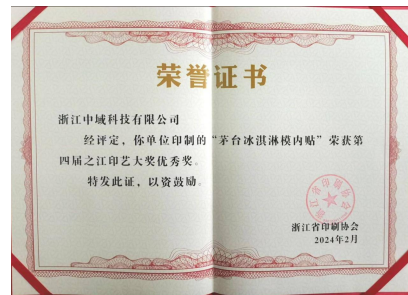 荣誉证书
浙江中域科技有限公司
经评定，你单位印制的“茅台冰淇淋模内贴”荣获第
四届之江印艺大奖优秀奖。
特发此证，以资鼓励。
浙江省印刷协会
2024年2月